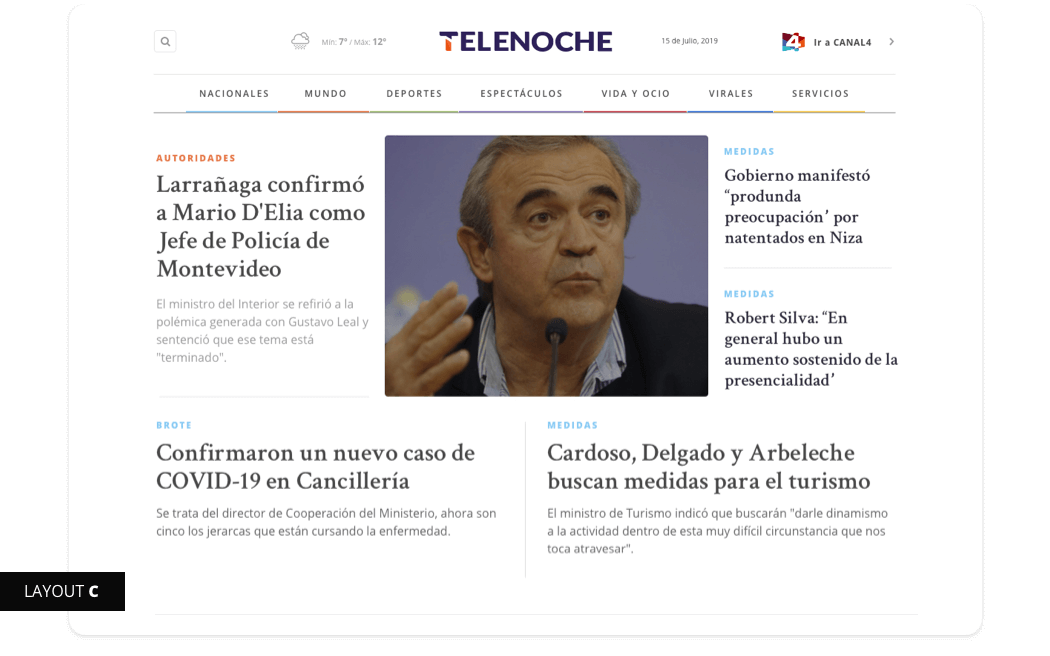 Mín: 7° / Máx: 12°
TELENOCHE
15 de Julio, 2019
4
Ir a CANAL4
NACIONALES
MUNDO
DEPORTES
ESPECTÁCULOS
VIDA Y OCIO
VIRALES
SERVICIOS
AUTORIDADES
Larrañaga confirmó
a Mario D'Elia como
Jefe de Policía de
Montevideo
El ministro del Interior se refirió a la
polémica generada con Gustavo Leal y
sentenció que ese tema está
"terminado".
MEDIDAS
Gobierno manifestó
“produnda
preocupación’ por
natentados en Niza
MEDIDAS
Robert Silva: “En
general hubo un
aumento sostenido de la
presencialidad’
BROTE
Confirmaron un nuevo caso de
COVID-19 en Cancillería
Se trata del director de Cooperación del Ministerio, ahora son
cinco los jerarcas que están cursando la enfermedad.
MEDIDAS
Cardoso, Delgado y Arbeleche
buscan medidas para el turismo
El ministro de Turismo indicó que buscarán "darle dinamismo
a la actividad dentro de esta muy difícil circunstancia que nos
toca atravesar".
LAYOUT C